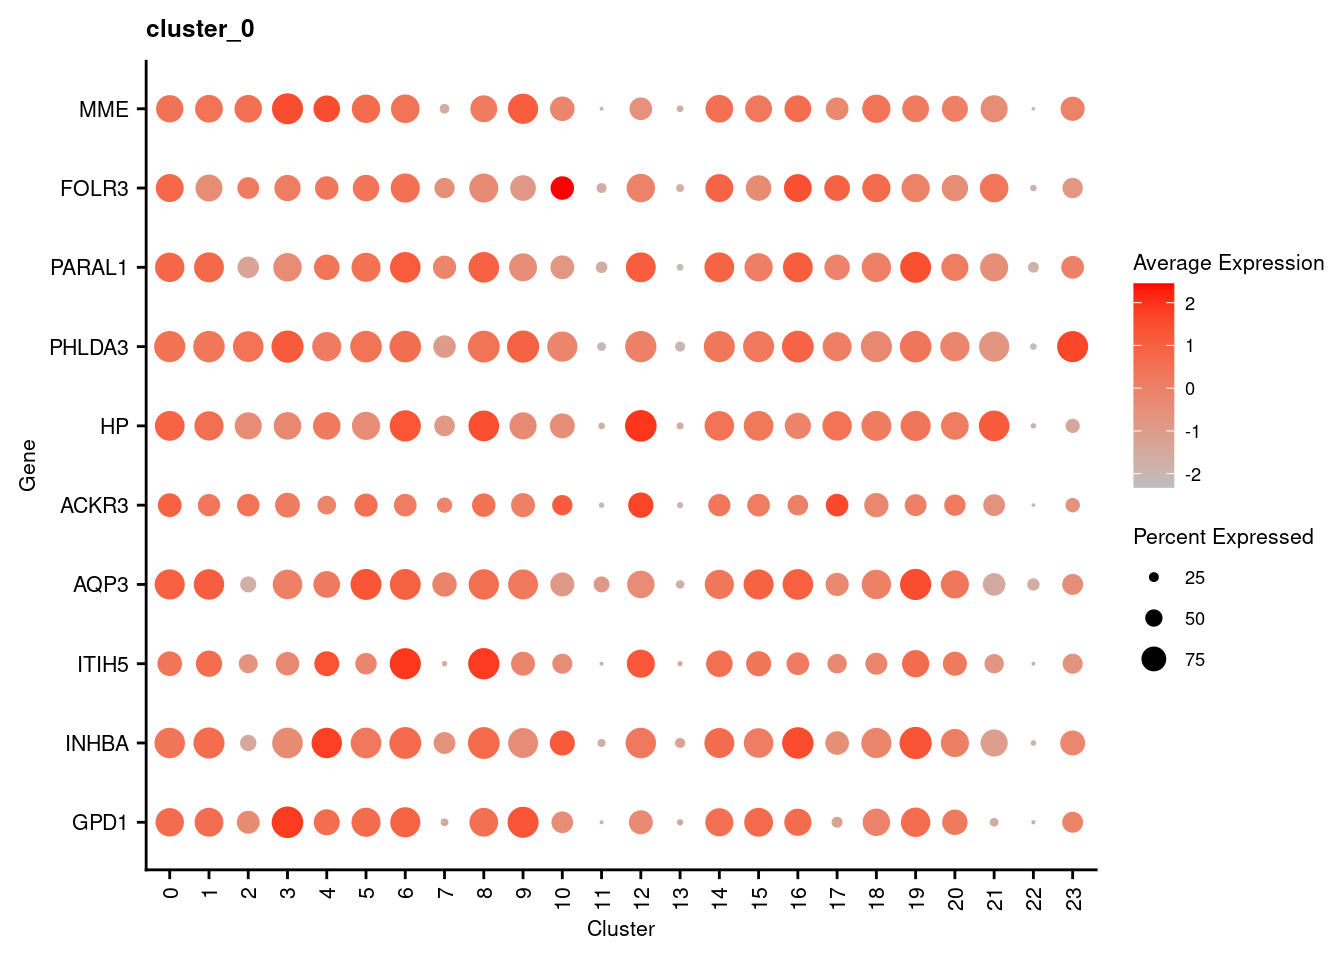 cluster_0
MME
FOLR3
PARAL1
PHLDA3
HP
ACKR3
AQP3
ITIH5
INHBA
GPD1
Gene
0 1 2 3 4 5 6 7 8 9 10 11 12 13 14 15 16 17 18 19 20 21 22 23
Cluster
Average Expression
2
1
0
-1
-2
Percent Expressed
25
50
75